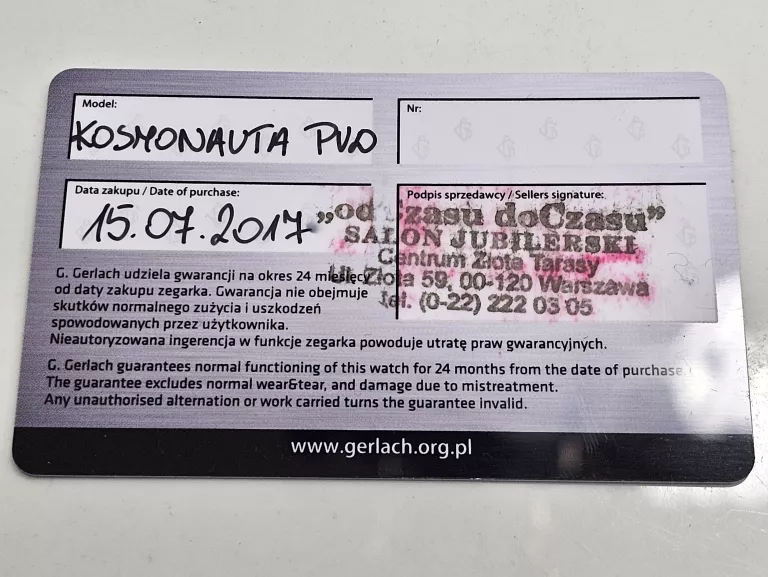 Model:
KOSMONAUTA PVD
Nr:
Data zakupu / Date of purchase:
15.07.2017
Podpis sprzedawcy / Sellers signature:
„od Czasu doCzasu”
SALON JUBILERSKI
Centrum Złote Tarasy
Ul. Złota 59, 00-120 Warszawa
tel. (0-22) 222 03 05
G. Gerlach udziela gwarancji na okres 24 miesięcy
od daty zakupu zegarka. Gwarancja nie obejmuje
skutków normalnego zużycia i uszkodzeń
spowodowanych przez użytkownika.
Nieautoryzowana ingerencja w funkcje zegarka powoduje utratę praw gwarancyjnych.
G. Gerlach guarantees normal functioning of this watch for 24 months from the date of purchase.
The guarantee excludes normal wear&tear, and damage due to mistreatment.
Any unauthorised alternation or work carried turns the guarantee invalid.
www.gerlach.org.pl